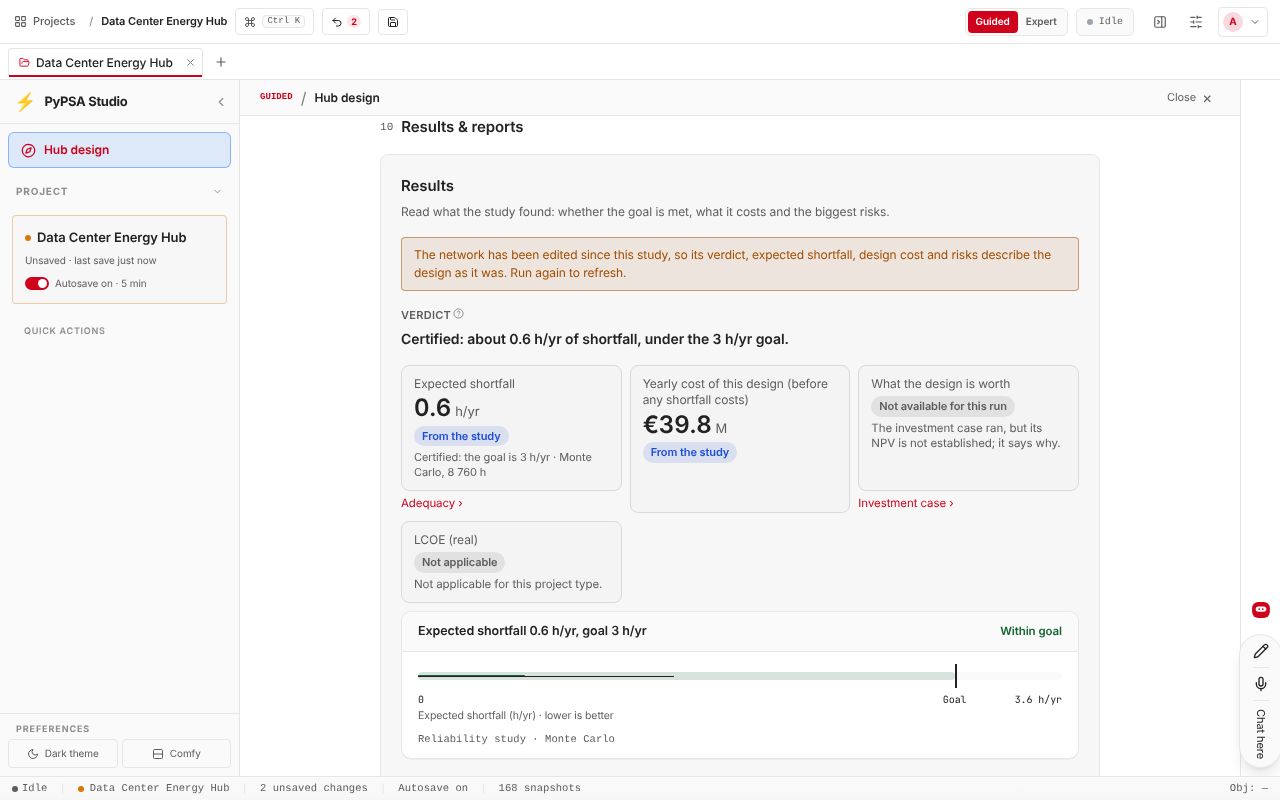 Projects / Data Center Energy Hub ⌘ Ctrl K 2 Guided Expert Idle A
Data Center Energy Hub × +
PyPSA Studio
Hub design
PROJECT
Data Center Energy Hub
Unsaved · last save just now
Autosave on · 5 min
QUICK ACTIONS
PREFERENCES
Dark theme Comfy
GUIDED / Hub design Close ×
10 Results & reports
Results
Read what the study found: whether the goal is met, what it costs and the biggest risks.
The network has been edited since this study, so its verdict, expected shortfall, design cost and risks describe the
design as it was. Run again to refresh.
VERDICT ?
Certified: about 0.6 h/yr of shortfall, under the 3 h/yr goal.
Expected shortfall
0.6 h/yr
From the study
Certified: the goal is 3 h/yr · Monte
Carlo, 8 760 h
Adequacy ›
Yearly cost of this design (before
any shortfall costs)
€39.8 M
From the study
What the design is worth
Not available for this run
The investment case ran, but its
NPV is not established; it says why.
Investment case ›
LCOE (real)
Not applicable
Not applicable for this project type.
Expected shortfall 0.6 h/yr, goal 3 h/yr Within goal
0 Goal 3.6 h/yr
Expected shortfall (h/yr) · lower is better
Reliability study · Monte Carlo
Chat here
Idle Data Center Energy Hub 2 unsaved changes Autosave on 168 snapshots Obj: —